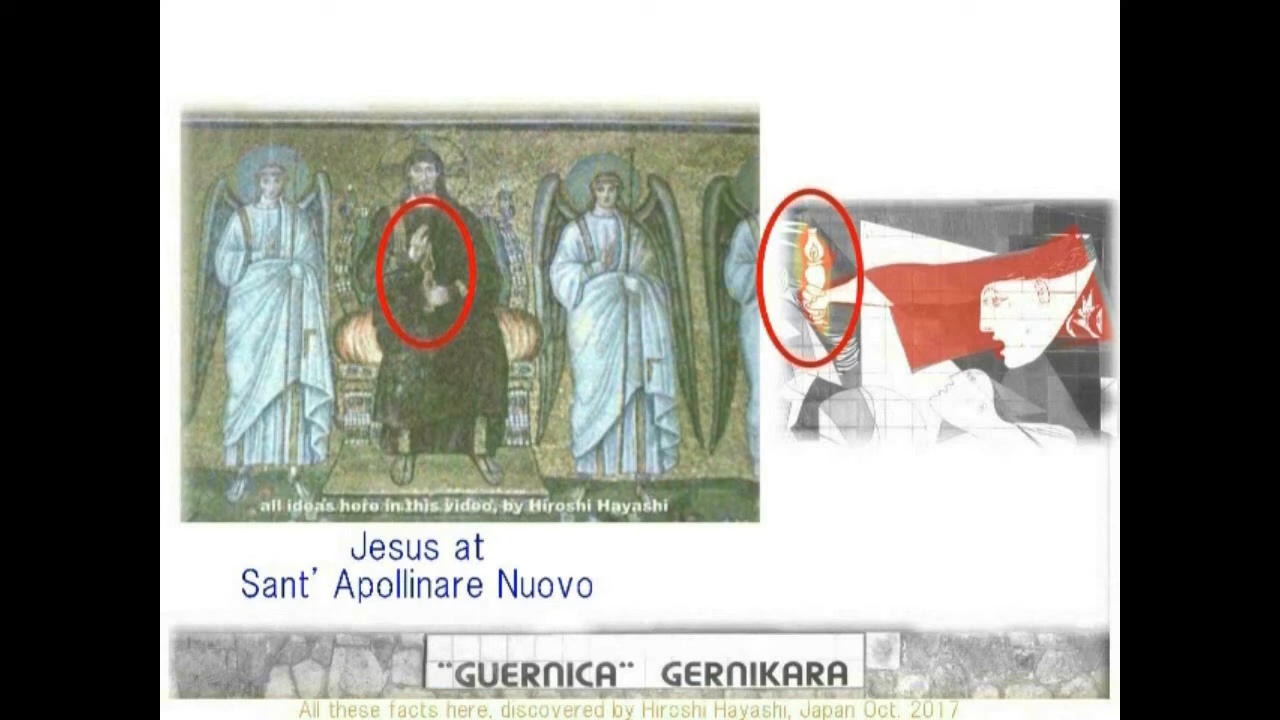 all ideas here in this video, by Hiroshi Hayashi
Jesus at
Sant' Apollinare Nuovo
"GUERNICA" GERNIKARA
All these facts here, discovered by Hiroshi Hayashi, Japan Oct. 2017